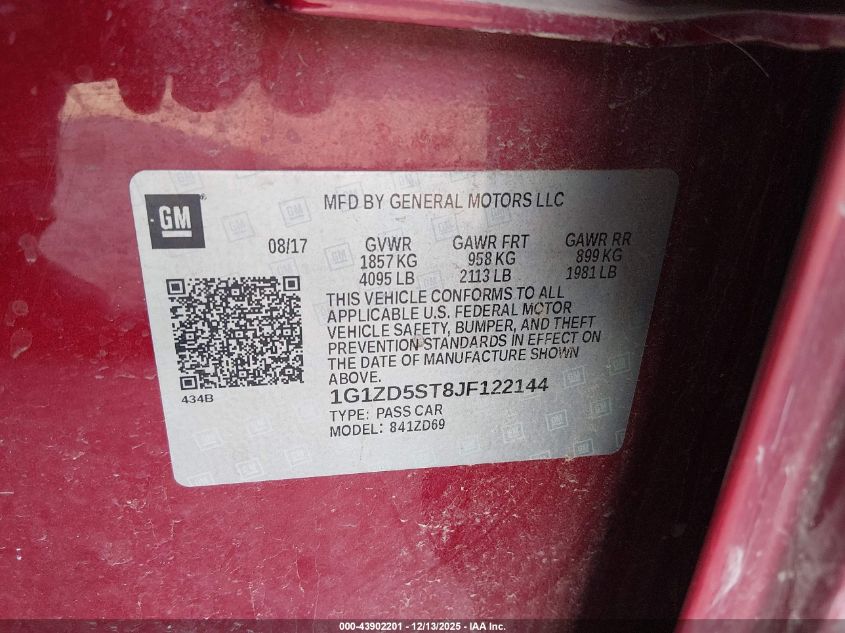 GM
MFD BY GENERAL MOTORS LLC
08/17 GVWR GAWR FRT GAWR RR
1857 KG 958 KG 899 KG
4095 LB 2113 LB 1981 LB
THIS VEHICLE CONFORMS TO ALL
APPLICABLE U.S. FEDERAL MOTOR
VEHICLE SAFETY, BUMPER, AND THEFT
PREVENTION STANDARDS IN EFFECT ON
THE DATE OF MANUFACTURE SHOWN
ABOVE.
434B
1G1ZD5ST8JF122144
TYPE: PASS CAR
MODEL: 841ZD69
000-43902201 - 12/13/2025 - IAA Inc.